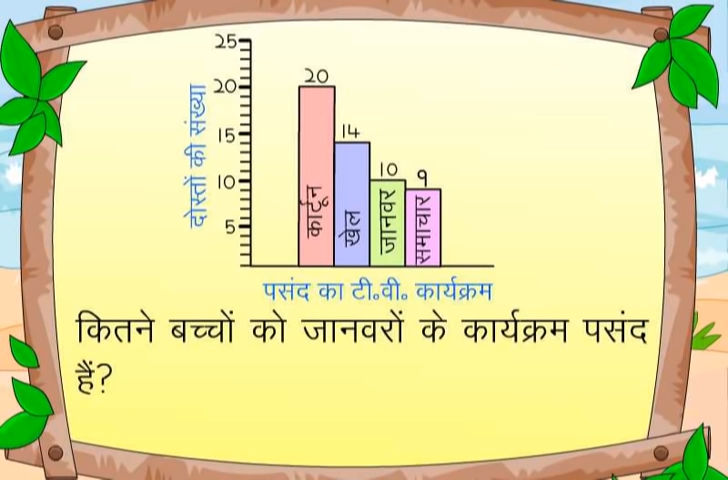 25
20
15
10
5
दोस्तों की संख्या
20
14
10
9
कार्टून
खेल
जानवर
समाचार
पसंद का टी॰वी॰ कार्यक्रम
कितने बच्चों को जानवरों के कार्यक्रम पसंद
हैं?